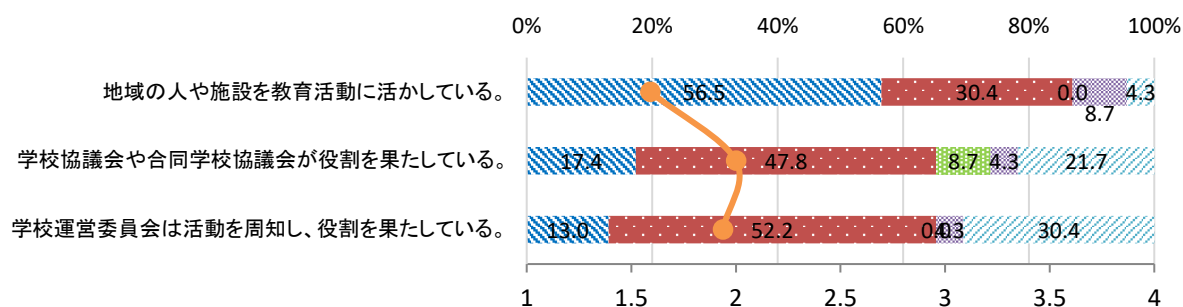 0% 20% 40% 60% 80% 100%
地域の人や施設を教育活動に活かしている。 56.5 30.4 0.0 8.7 4.3
学校協議会や合同学校協議会が役割を果たしている。 17.4 47.8 8.7 4.3 21.7
学校運営委員会は活動を周知し、役割を果たしている。 13.0 52.2 0.0 4.3 30.4
1 1.5 2 2.5 3 3.5 4